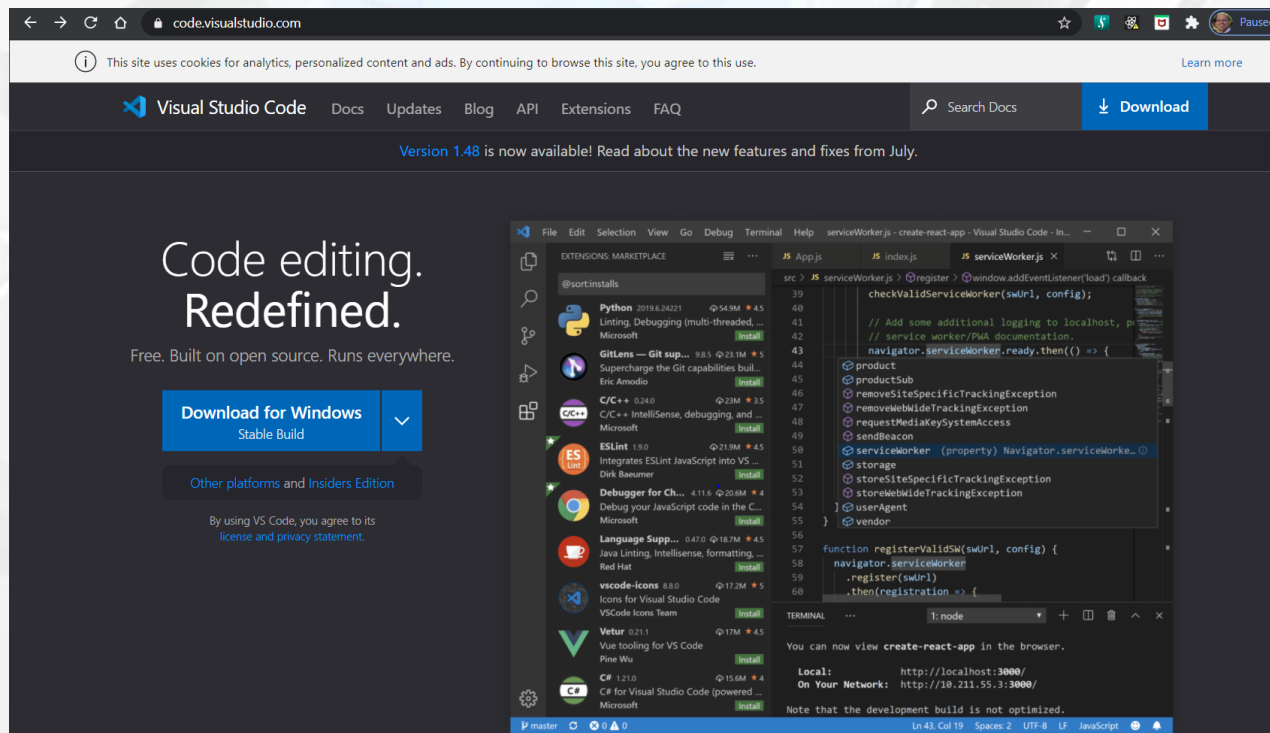 code.visualstudio.com
Paused
This site uses cookies for analytics, personalized content and ads. By continuing to browse this site, you agree to this use.
Learn more
Visual Studio Code Docs Updates Blog API Extensions FAQ
Search Docs
Download
Version 1.48 is now available! Read about the new features and fixes from July.
Code editing.
Redefined.
Free. Built on open source. Runs everywhere.
Download for Windows
Stable Build
Other platforms and Insiders Edition
By using VS Code, you agree to its
license and privacy statement.
File Edit Selection View Go Debug Terminal Help serviceWorker.js - create-react-app - Visual Studio Code - In...
EXTENSIONS: MARKETPLACE
@sort:installs
Python 2019.6.24221 54.9M 4.5
Linting, Debugging (multi-threaded, ...
Microsoft Install
GitLens — Git sup... 9.8.5 23.1M 5
Supercharge the Git capabilities buil...
Eric Amodio Install
C/C++ 0.24.0 23M 3.5
C/C++ IntelliSense, debugging, and ...
Microsoft Install
ESLint 1.9.0 21.9M 4.5
Integrates ESLint JavaScript into VS ...
Dirk Baeumer Install
Debugger for Ch... 4.11.6 20.6M 4
Debug your JavaScript code in the C...
Microsoft Install
Language Supp... 0.47.0 18.7M 4.5
Java Linting, Intellisense, formatting, ...
Red Hat Install
vscode-icons 8.8.0 17.2M 5
Icons for Visual Studio Code
VSCode Icons Team Install
Vetur 0.21.1 17M 4.5
Vue tooling for VS Code
Pine Wu Install
C# 1.21.0 15.6M 4
C# for Visual Studio Code (powered ...
Microsoft Install
C/C++
ES
Lint
C#
JS App.js JS index.js JS serviceWorker.js
src > JS serviceWorker.js > register > window.addEventListener('load') callback
39 checkValidServiceWorker(swUrl, config);
40
41 // Add some additional logging to localhost, p
42 // service worker/PWA documentation.
43 navigator.serviceWorker.ready.then(() => {
44 product
45 productSub
46 removeSiteSpecificTrackingException
47 removeWebWideTrackingException
48 requestMediaKeySystemAccess
49 sendBeacon
50 serviceWorker (property) Navigator.serviceWorke...
51 storage
52 storeSiteSpecificTrackingException
53 storeWebWideTrackingException
54 } userAgent
55 } vendor
56
57 function registerValidSW(swUrl, config) {
58 navigator.serviceWorker
59 .register(swUrl)
60 .then(registration => {
TERMINAL ... 1: node
You can now view create-react-app in the browser.
Local: http://localhost:3000/
On Your Network: http://10.211.55.3:3000/
Note that the development build is not optimized.
master 0 0 Ln 43, Col 19 Spaces: 2 UTF-8 LF JavaScript